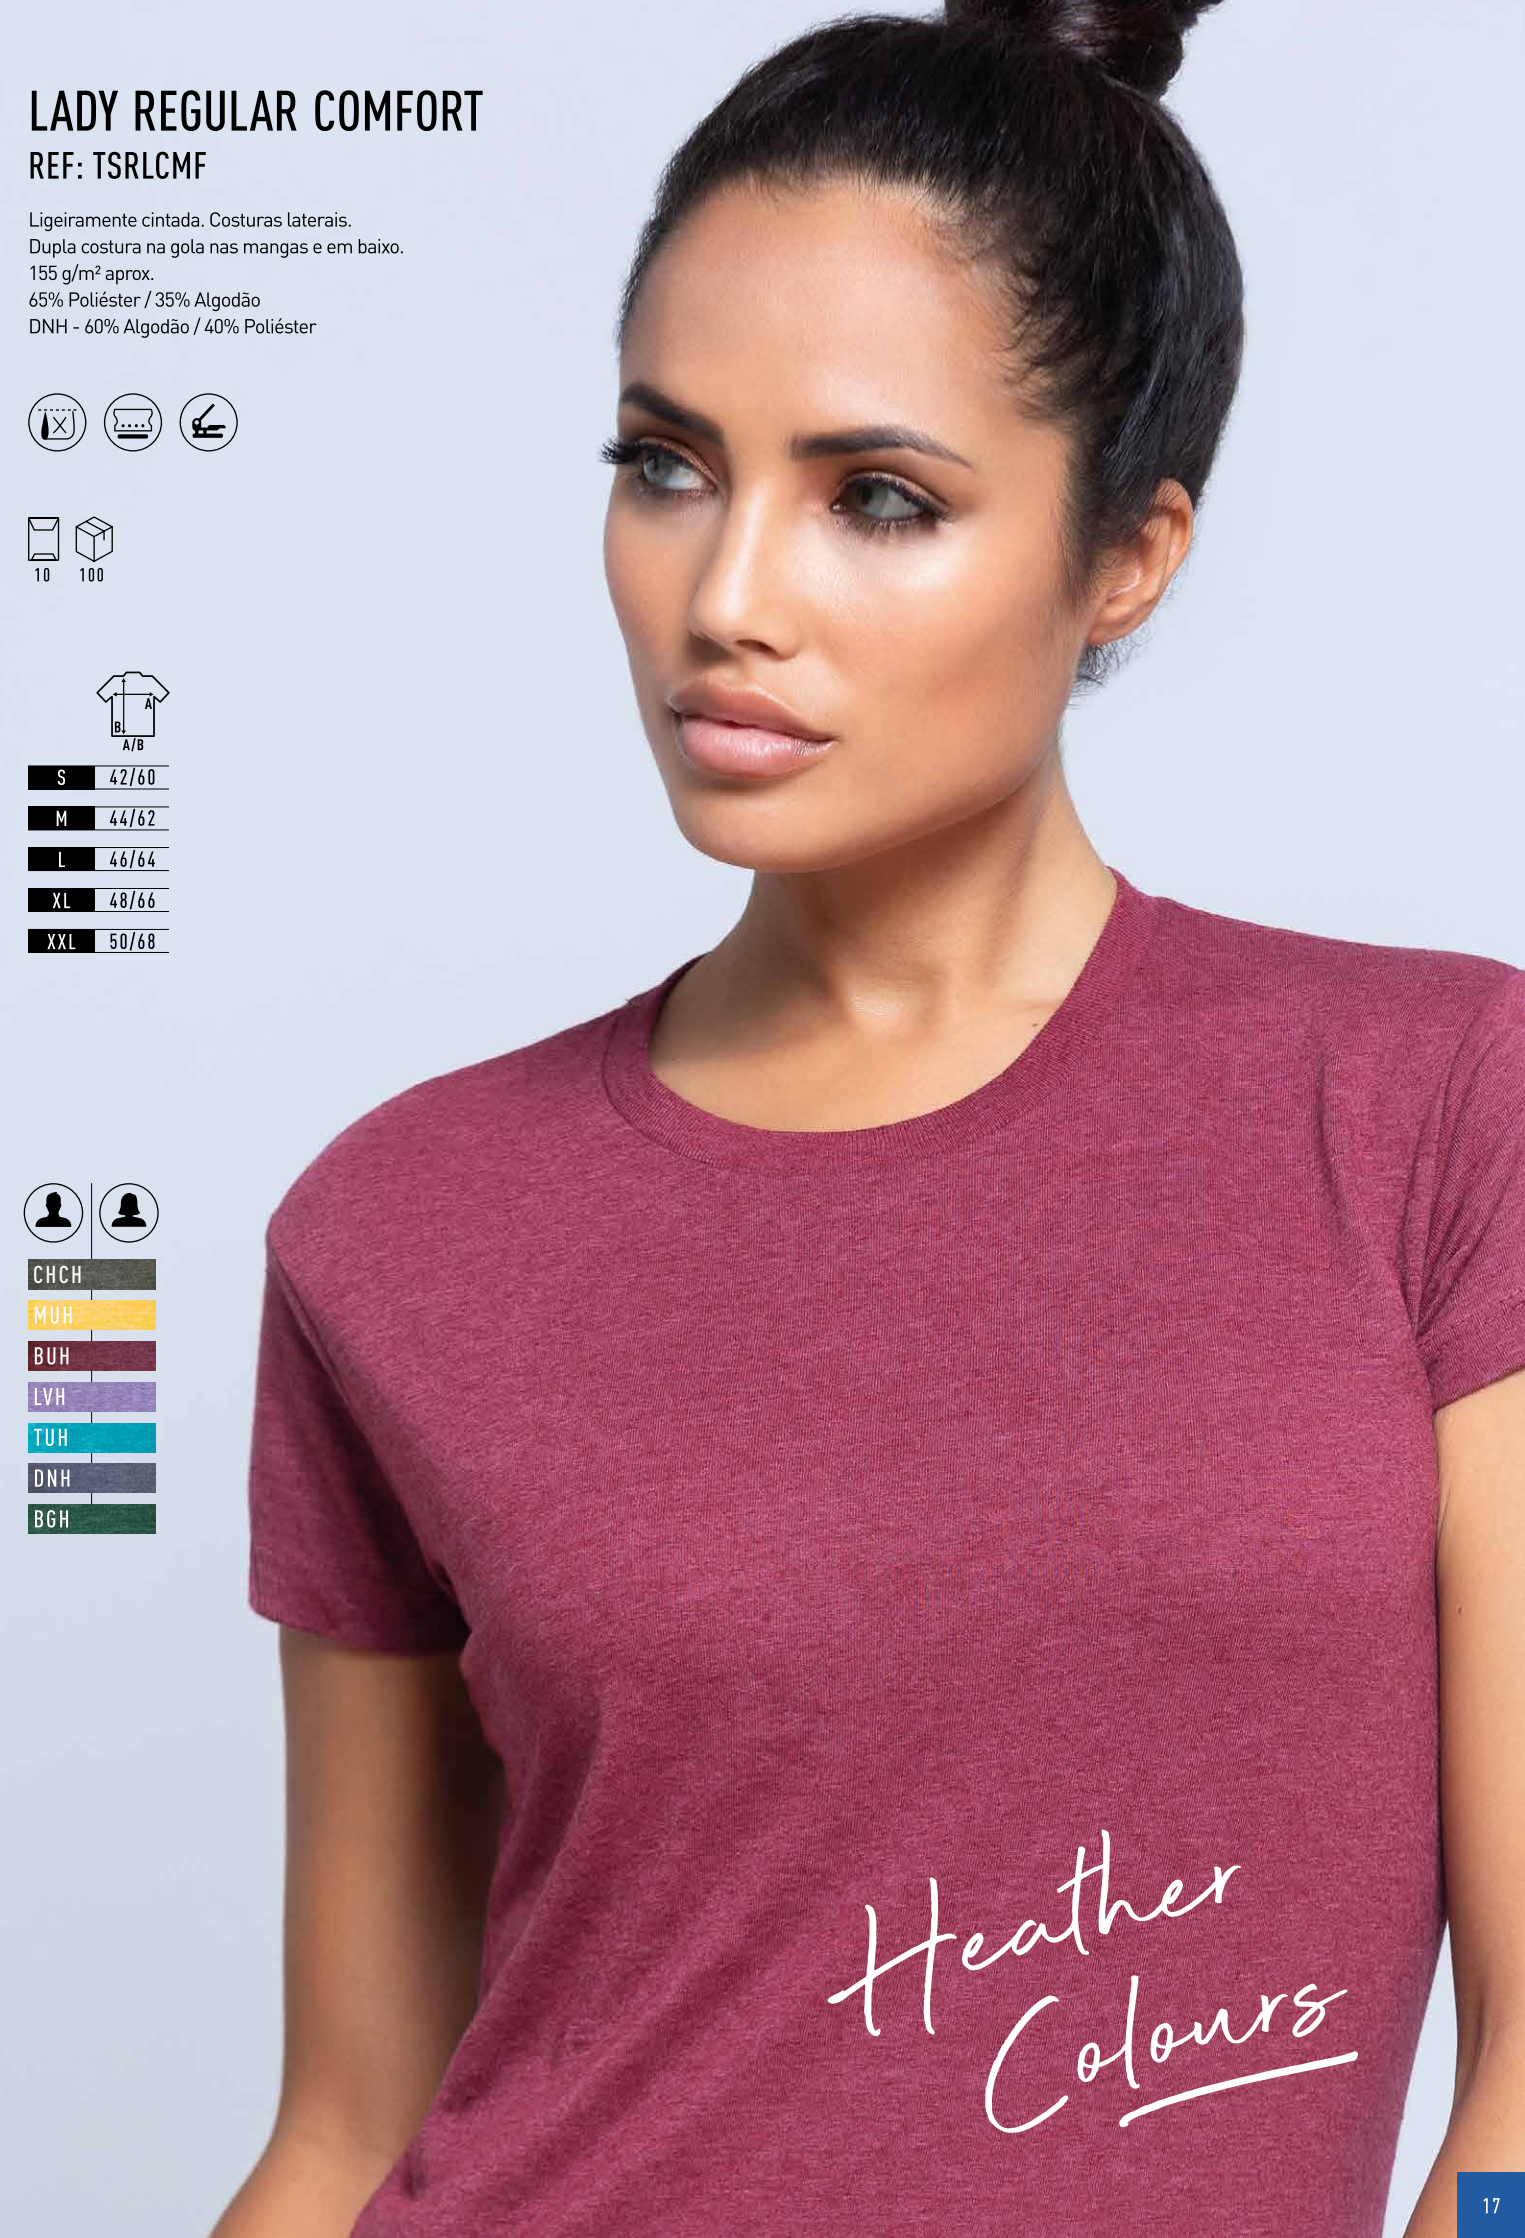 LADY REGULAR COMFORT
REF: TSRLCMF
Ligeiramente cintada. Costuras laterais.
Dupla costura na gola nas mangas e em baixo.
155 g/m² aprox.
65% Poliéster / 35% Algodão
DNH - 60% Algodão / 40% Poliéster
10 100
A
B
A/B
S 42/60
M 44/62
L 46/64
XL 48/66
XXL 50/68
CHCH
MUH
BUH
LVH
TUH
DNH
BGH
Heather
Colours
17